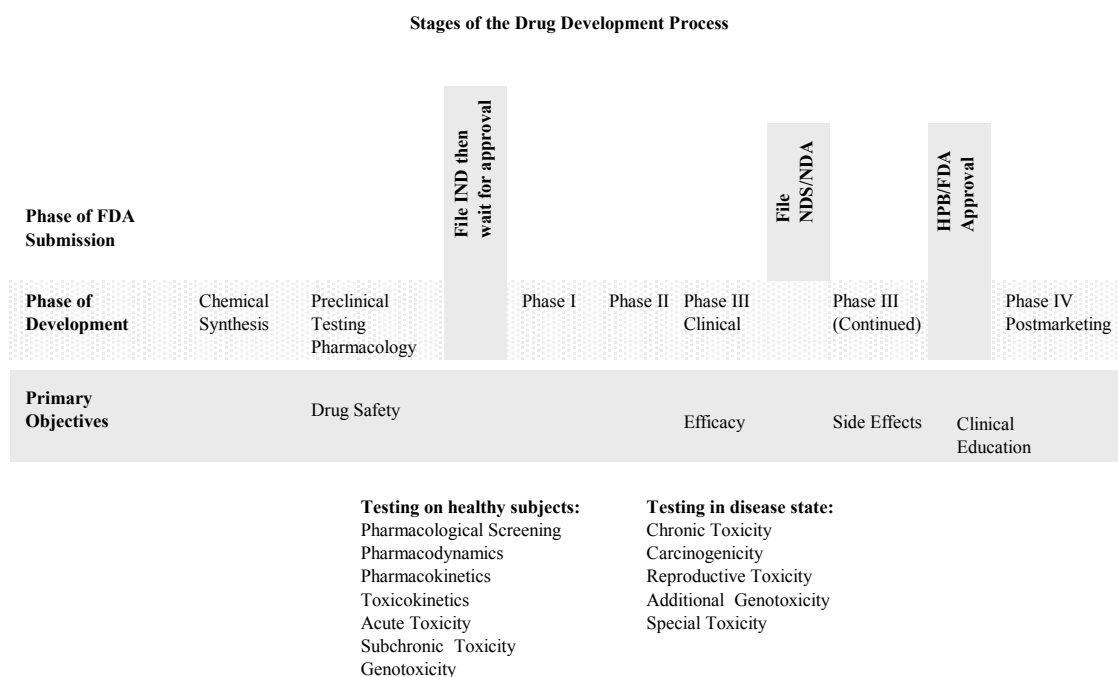 Stages of the Drug Development Process
File IND then
wait for approval
File
NDS/NDA
HPB/FDA
Approval
Phase of FDA
Submission
Phase of
Development
Chemical
Synthesis
Preclinical
Testing
Pharmacology
Phase I
Phase II
Phase III
Clinical
Phase III
(Continued)
Phase IV
Postmarketing
Primary
Objectives
Drug Safety
Efficacy
Side Effects
Clinical
Education
Testing on healthy subjects:
Pharmacological Screening
Pharmacodynamics
Pharmacokinetics
Toxicokinetics
Acute Toxicity
Subchronic Toxicity
Genotoxicity
Testing in disease state:
Chronic Toxicity
Carcinogenicity
Reproductive Toxicity
Additional Genotoxicity
Special Toxicity